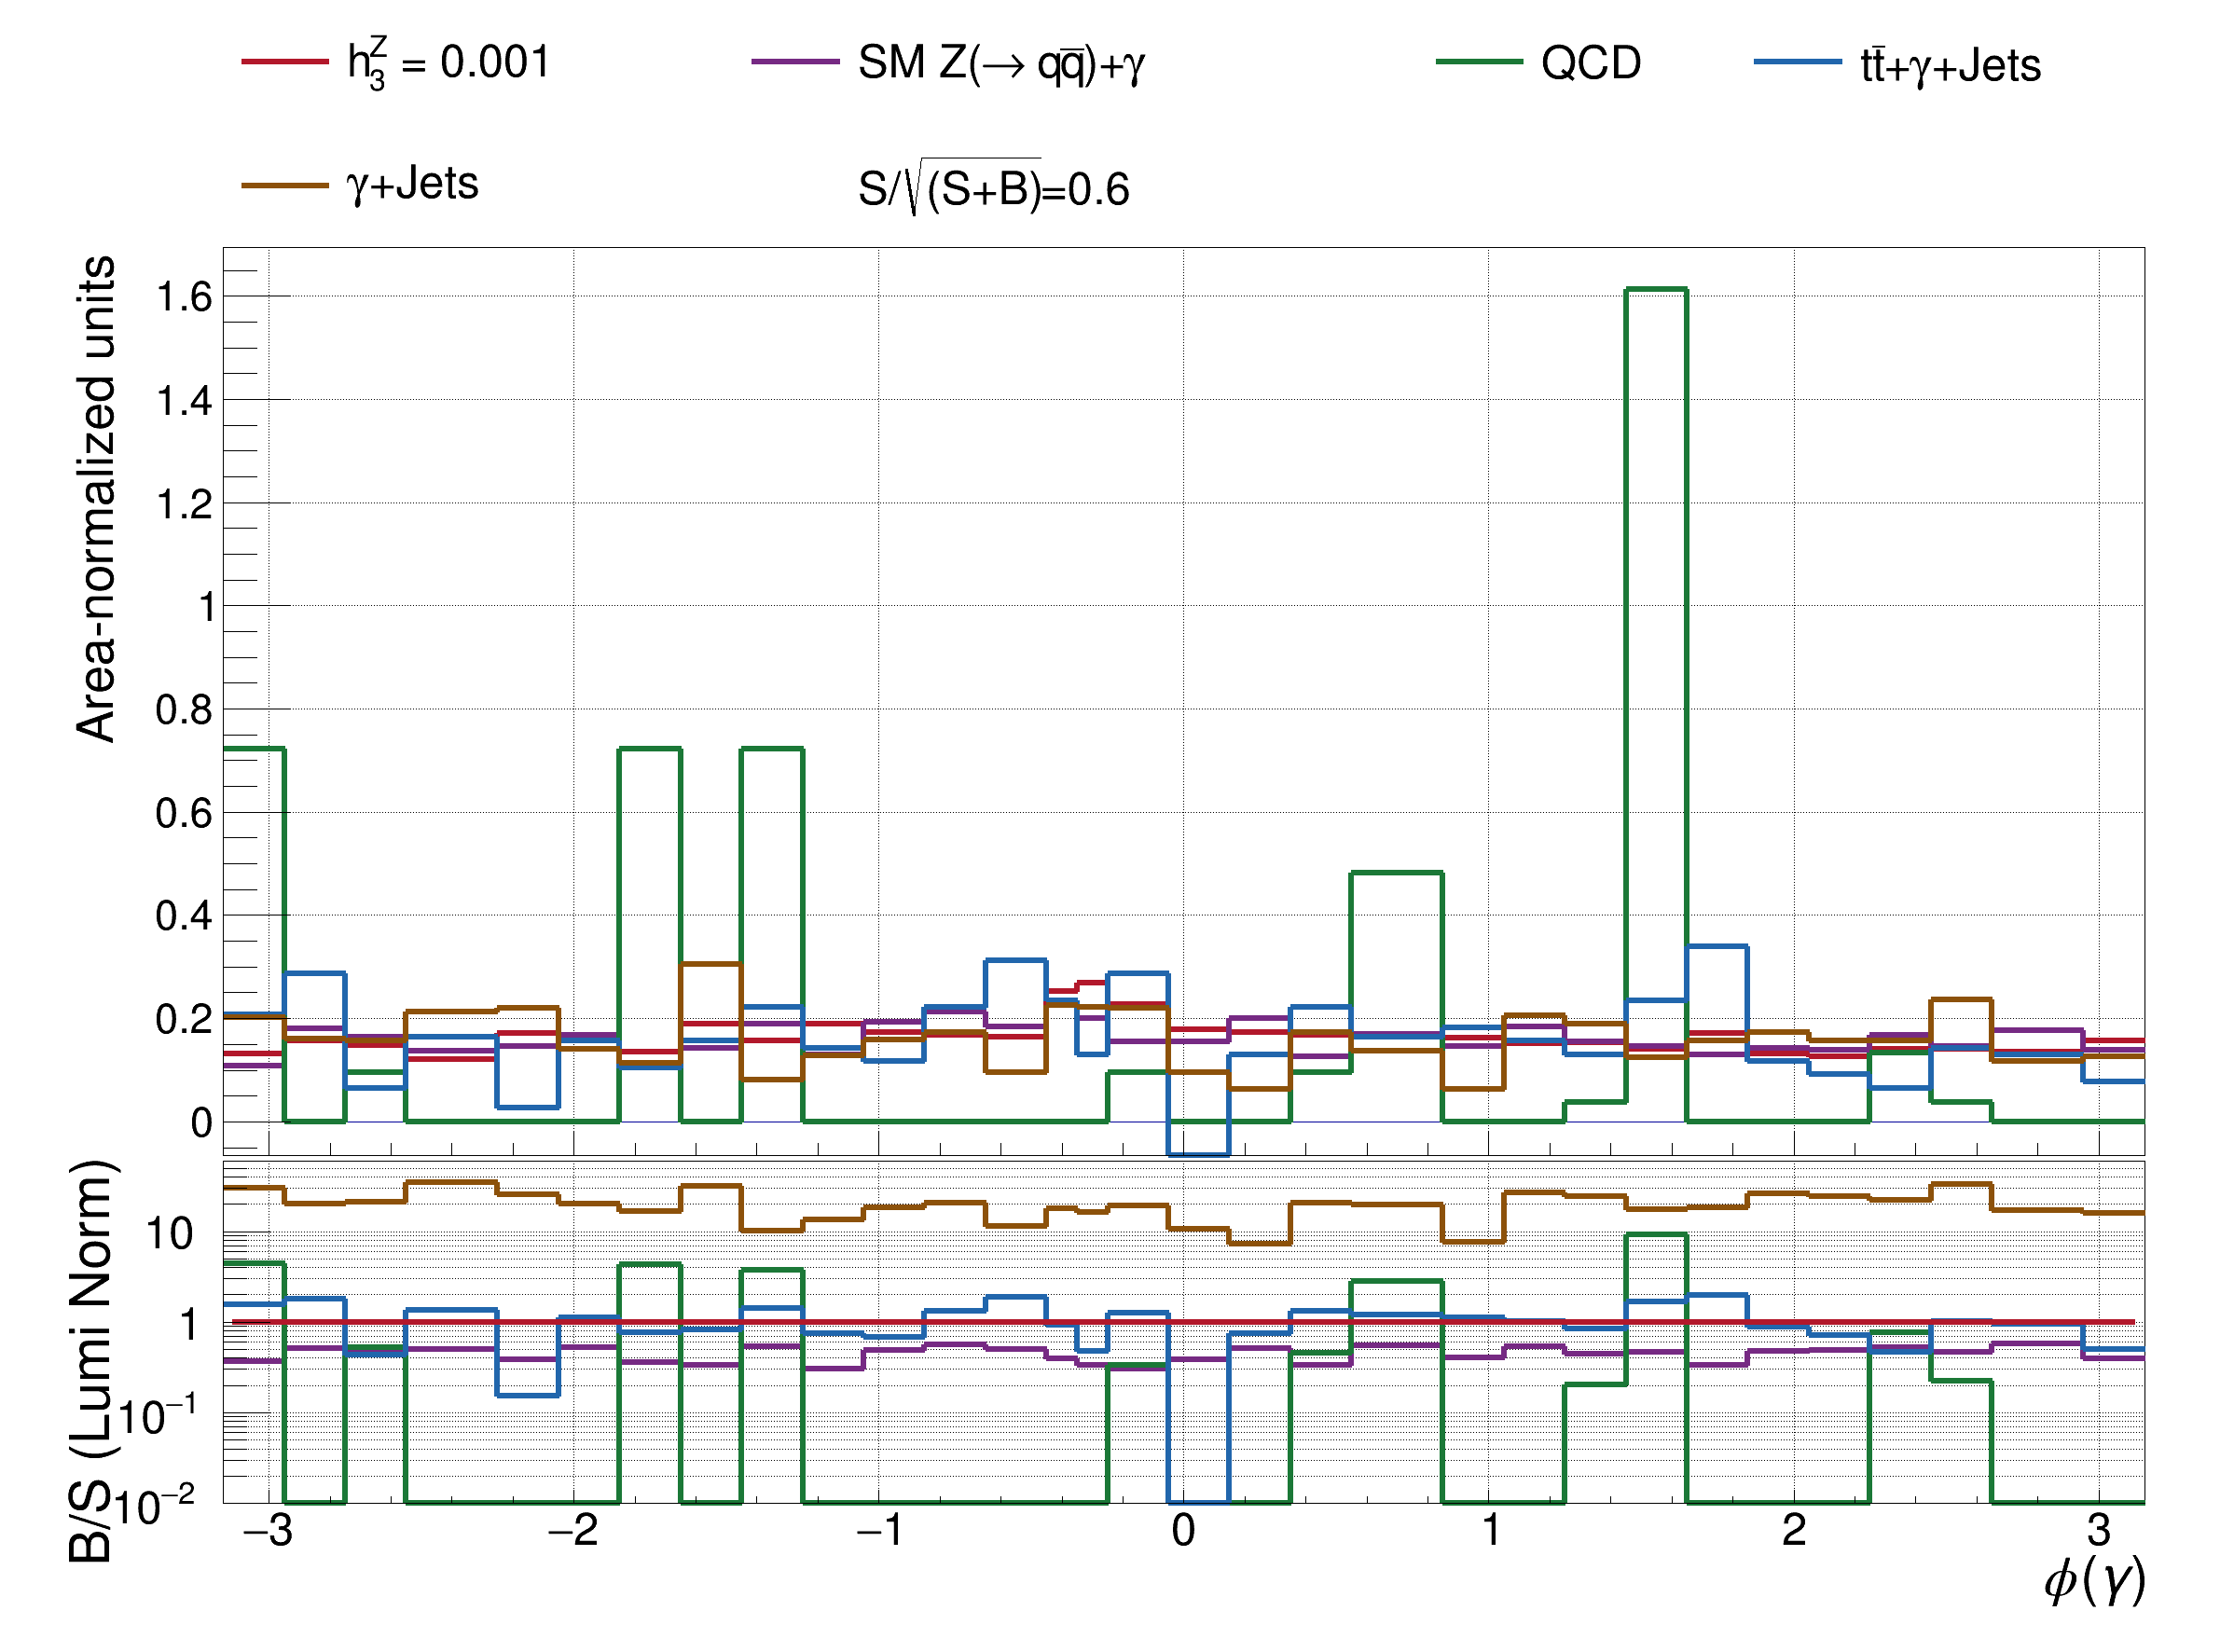 h₃ᶻ = 0.001
SM Z(→ qq̄)+γ
QCD
tt̄+γ+Jets
γ+Jets
S/√(S+B)=0.6
Area-normalized units
1.6
1.4
1.2
1
0.8
0.6
0.4
0.2
0
B/S (Lumi Norm)
10
1
10⁻¹
10⁻²
−3 −2 −1 0 1 2 3
ϕ(γ)